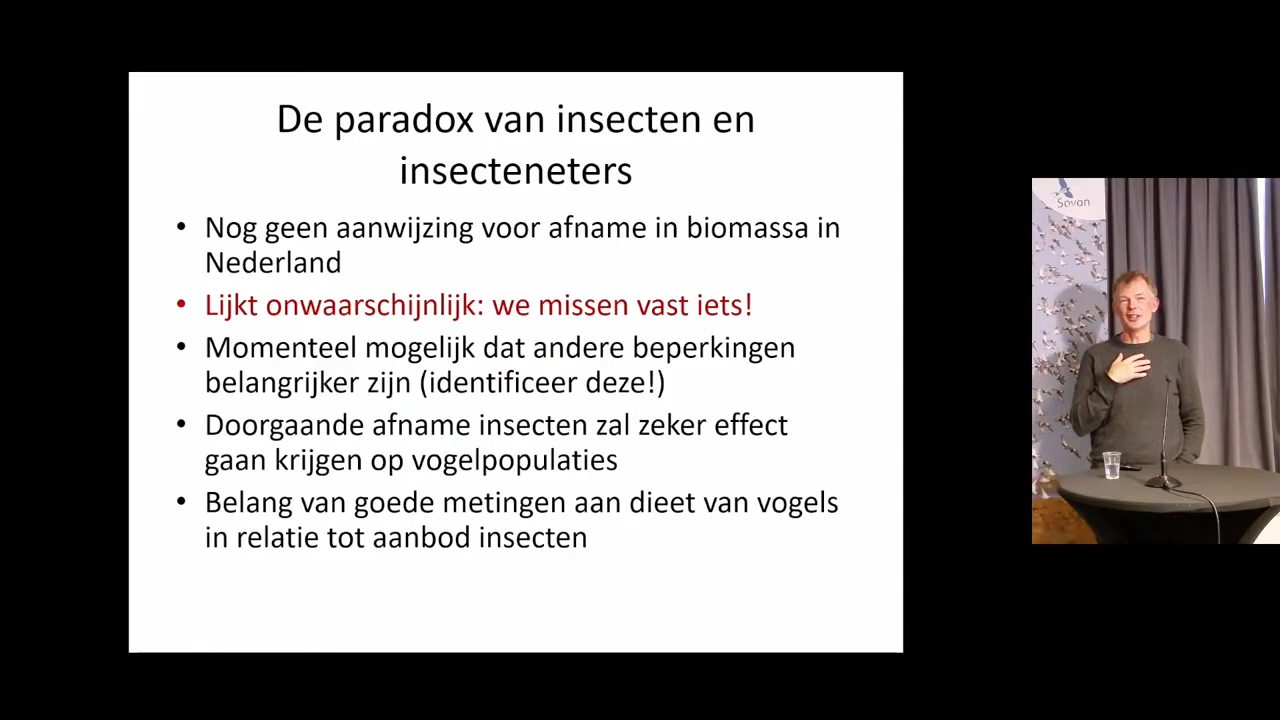 De paradox van insecten en
insecteneters
• Nog geen aanwijzing voor afname in biomassa in
Nederland
• Lijkt onwaarschijnlijk: we missen vast iets!
• Momenteel mogelijk dat andere beperkingen
belangrijker zijn (identificeer deze!)
• Doorgaande afname insecten zal zeker effect
gaan krijgen op vogelpopulaties
• Belang van goede metingen aan dieet van vogels
in relatie tot aanbod insecten
Sovon